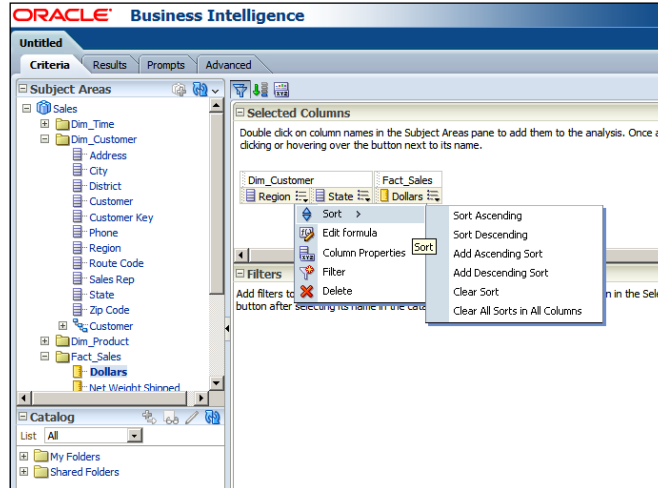 ORACLE Business Intelligence
Untitled
Criteria Results Prompts Advanced
Subject Areas
Sales
Dim_Time
Dim_Customer
Address
City
District
Customer
Customer Key
Phone
Region
Route Code
Sales Rep
State
Zip Code
Customer
Dim_Product
Fact_Sales
Dollars
Net Weight Shipped
Catalog
List All
My Folders
Shared Folders
Selected Columns
Double click on column names in the Subject Areas pane to add them to the analysis. Once a
clicking or hovering over the button next to its name.
Dim_Customer Fact_Sales
Region State Dollars
Sort >
Edit formula
Column Properties
Filter
Delete
Sort
Sort Ascending
Sort Descending
Add Ascending Sort
Add Descending Sort
Clear Sort
Clear All Sorts in All Columns
Filters
Add filters to n in the Sele
button after selecting its name in the cata